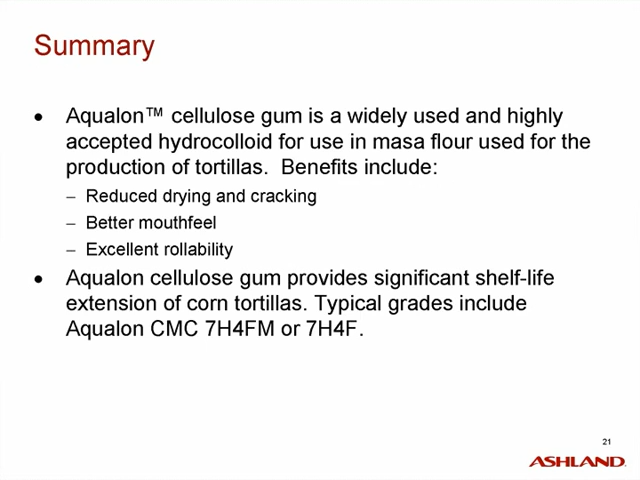 Summary
• Aqualon™ cellulose gum is a widely used and highly
accepted hydrocolloid for use in masa flour used for the
production of tortillas.  Benefits include:
– Reduced drying and cracking
– Better mouthfeel
– Excellent rollability
• Aqualon cellulose gum provides significant shelf-life
extension of corn tortillas. Typical grades include
Aqualon CMC 7H4FM or 7H4F.
21
ASHLAND